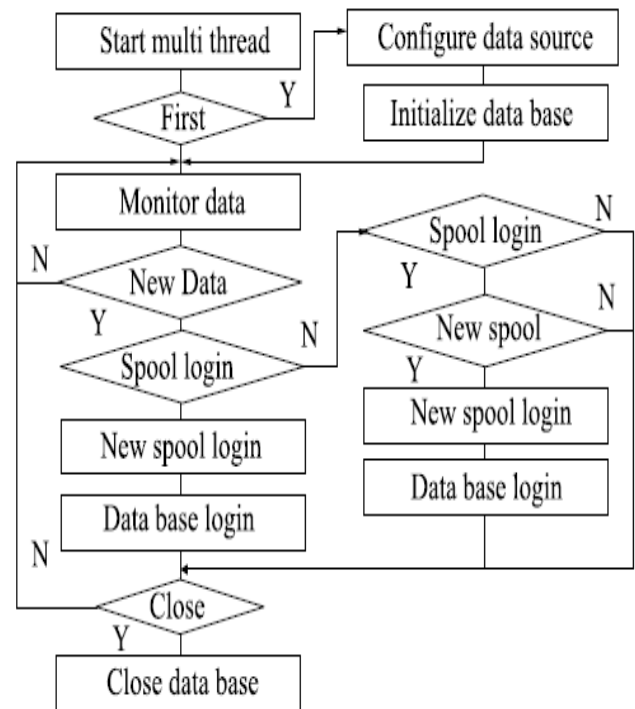 Start multi thread
Configure data source
Y
First
Initialize data base
Monitor data
N
New Data
Y
Spool login
N
New spool login
Data base login
N
Close
Y
Close data base
Spool login
N
Y
New spool
N
Y
New spool login
Data base login